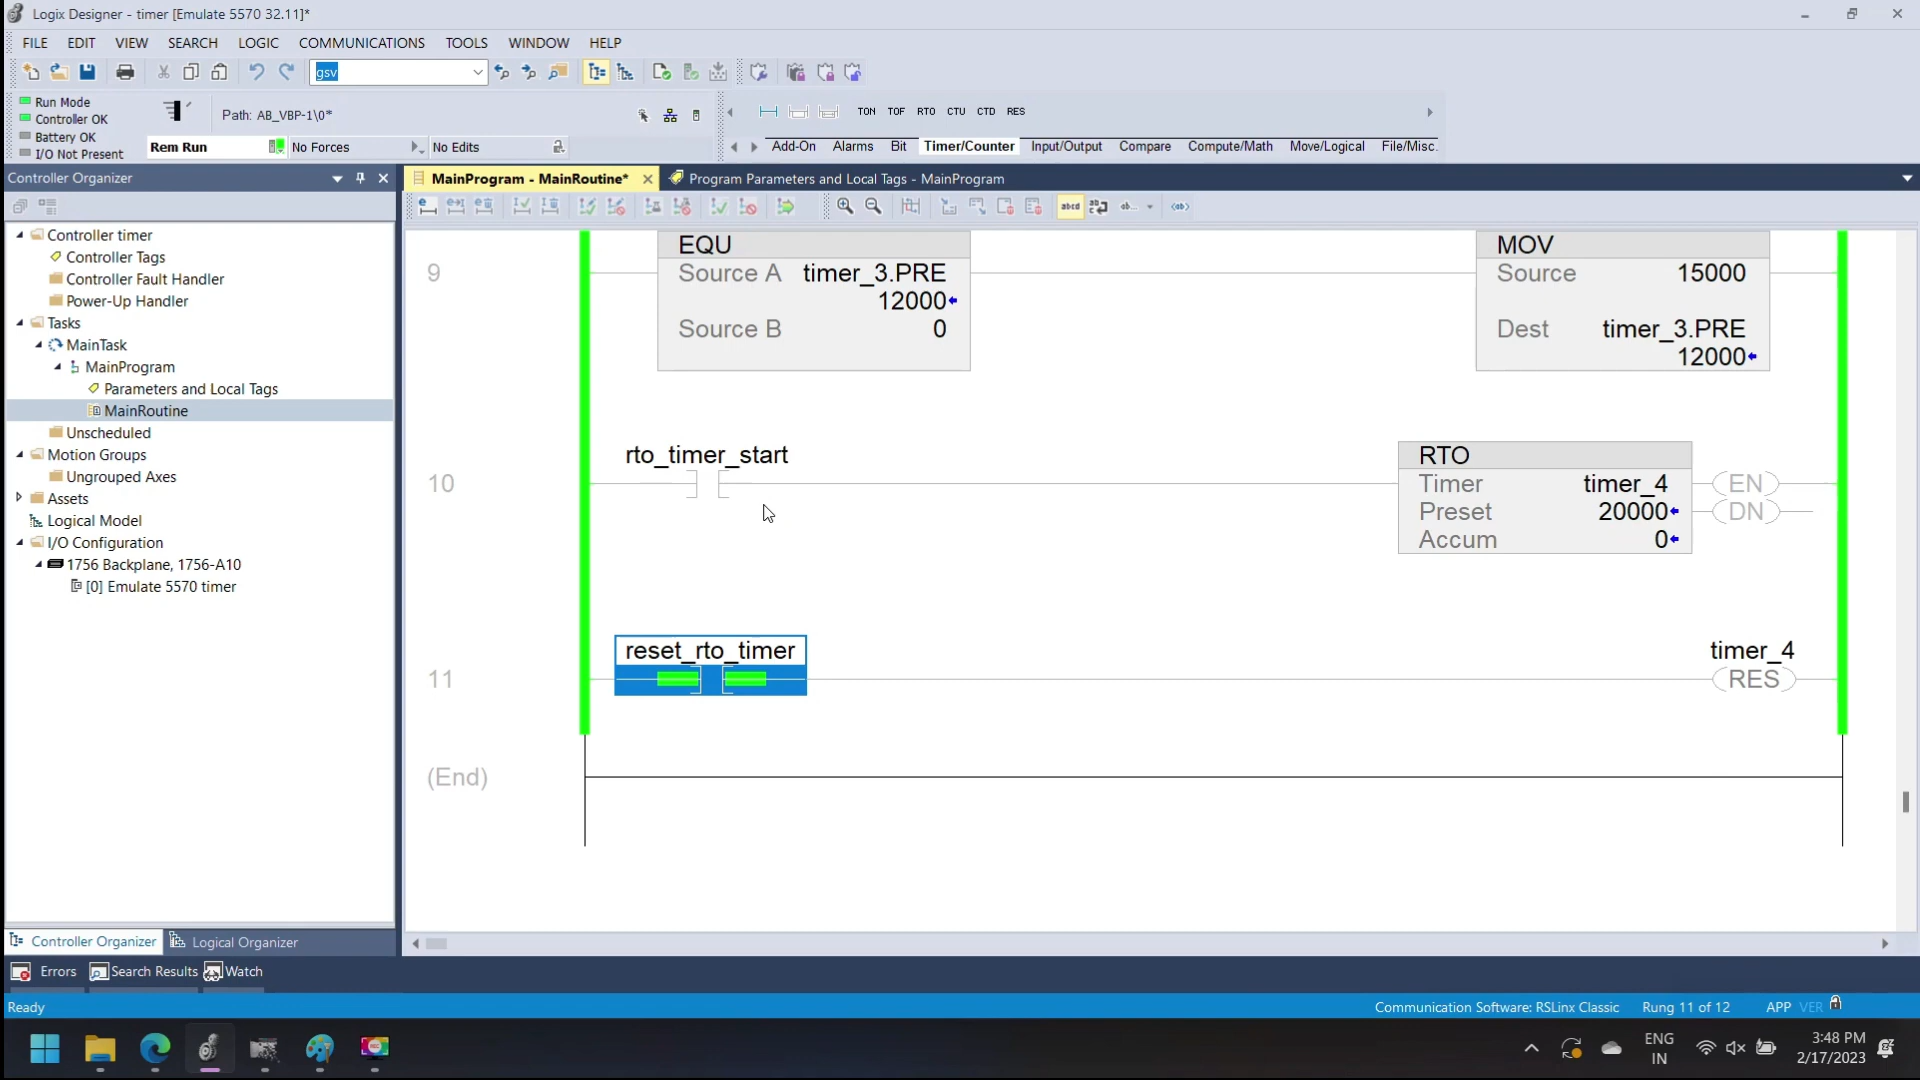 Logix Designer - timer [Emulate 5570 32.11]*
FILE EDIT VIEW SEARCH LOGIC COMMUNICATIONS TOOLS WINDOW HELP
gsv
Run Mode
Controller OK
Battery OK
I/O Not Present
Path: AB_VBP-1\0*
Rem Run No Forces No Edits
TON TOF RTO CTU CTD RES
Add-On Alarms Bit Timer/Counter Input/Output Compare Compute/Math Move/Logical File/Misc.
Controller Organizer
MainProgram - MainRoutine*
Program Parameters and Local Tags - MainProgram
Controller timer
Controller Tags
Controller Fault Handler
Power-Up Handler
Tasks
MainTask
MainProgram
Parameters and Local Tags
MainRoutine
Unscheduled
Motion Groups
Ungrouped Axes
Assets
Logical Model
I/O Configuration
1756 Backplane, 1756-A10
[0] Emulate 5570 timer
9
EQU
Source A timer_3.PRE
12000
Source B 0
MOV
Source 15000
Dest timer_3.PRE
12000
10
rto_timer_start
RTO
Timer timer_4
Preset 20000
Accum 0
EN
DN
11
reset_rto_timer
timer_4
RES
(End)
Controller Organizer Logical Organizer
Errors Search Results Watch
Ready
Communication Software: RSLinx Classic Rung 11 of 12 APP VER
ENG
IN
3:48 PM
2/17/2023